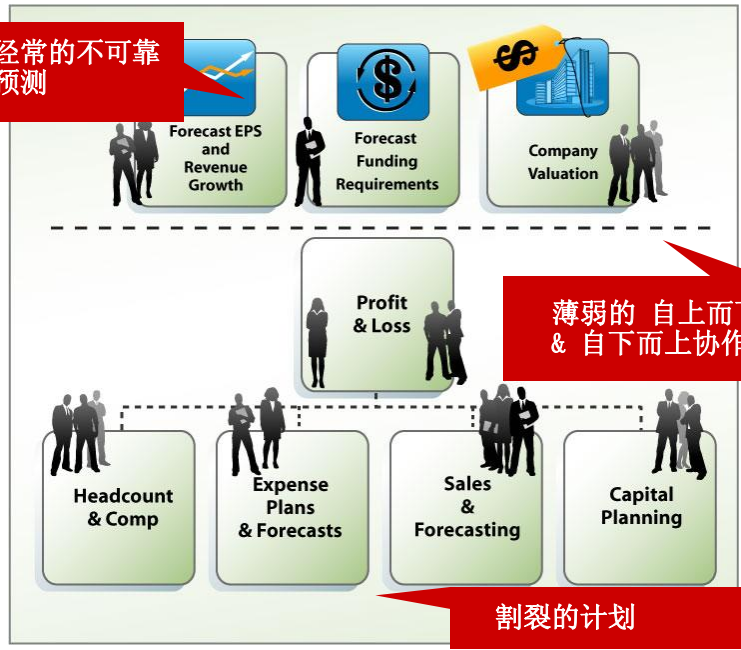 经常的不可靠
预测
Forecast EPS
and
Revenue
Growth
Forecast
Funding
Requirements
$
$
Company
Valuation
薄弱的 自上而下
& 自下而上协作
Profit
& Loss
Headcount
& Comp
Expense
Plans
& Forecasts
Sales
&
Forecasting
Capital
Planning
割裂的计划